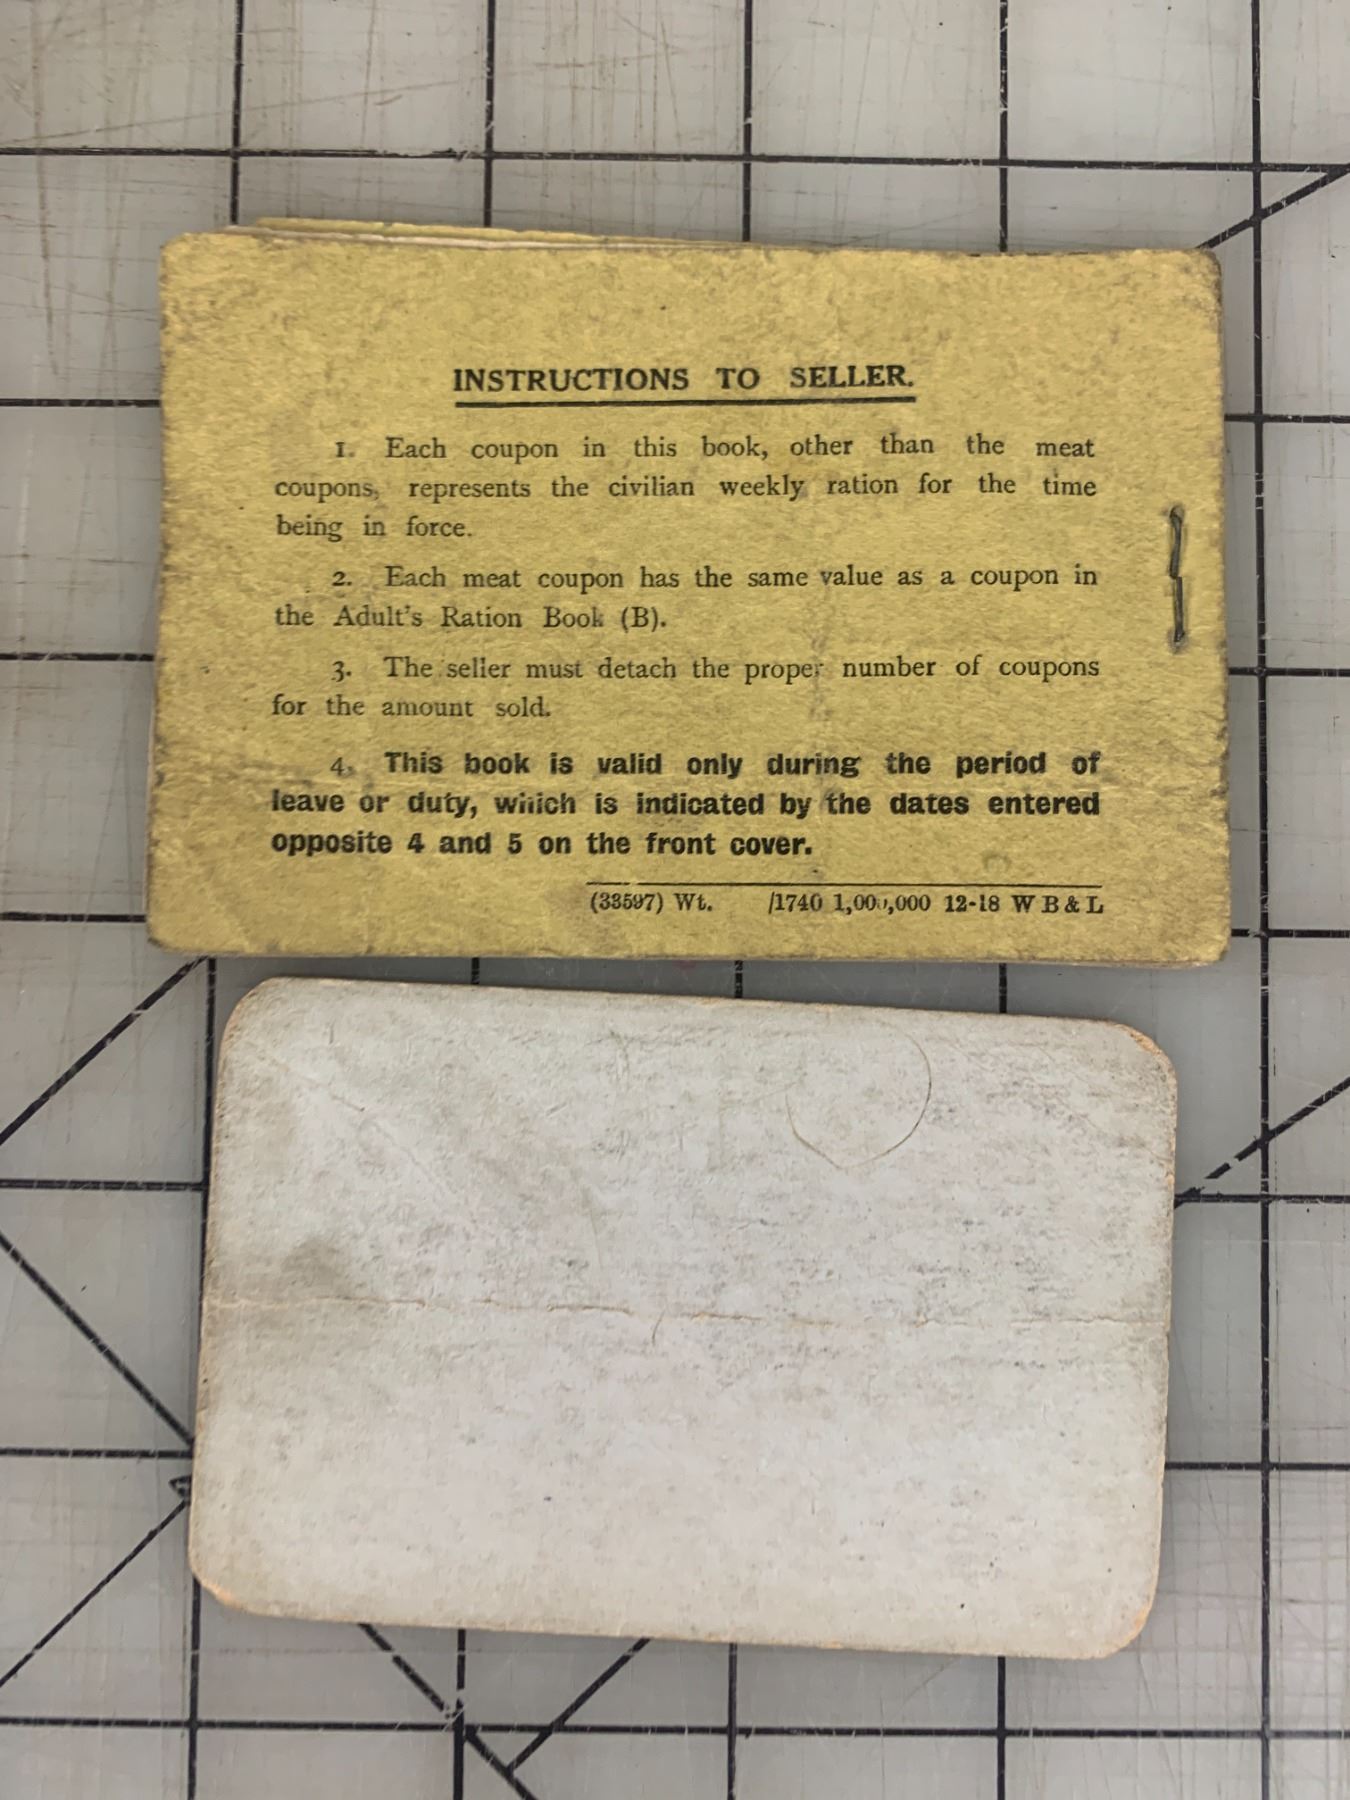 INSTRUCTIONS TO SELLER.
1. Each coupon in this book, other than the meat
coupons, represents the civilian weekly ration for the time
being in force.
2. Each meat coupon has the same value as a coupon in
the Adult's Ration Book (B).
3. The seller must detach the proper number of coupons
for the amount sold.
4. This book is valid only during the period of
leave or duty, which is indicated by the dates entered
opposite 4 and 5 on the front cover.
(33597) Wt. /1740 1,000,000 12-18 W B & L